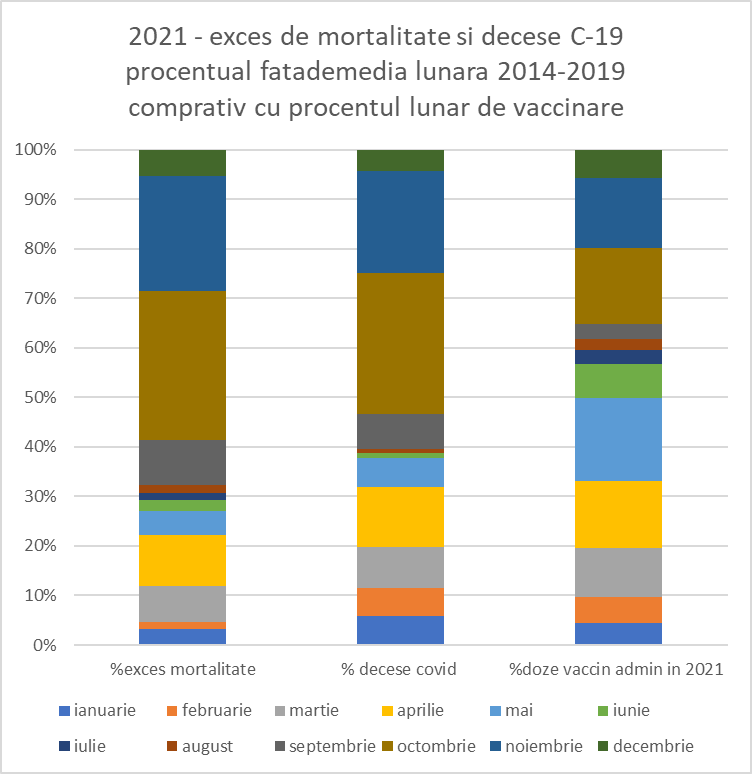 2021 - exces de mortalitate si decese C-19
procentual fatademedia lunara 2014-2019
comprativ cu procentul lunar de vaccinare
100%
90%
80%
70%
60%
50%
40%
30%
20%
10%
0%
%exces mortalitate % decese covid %doze vaccin admin in 2021
ianuarie februarie martie aprilie mai iunie
iulie august septembrie octombrie noiembrie decembrie